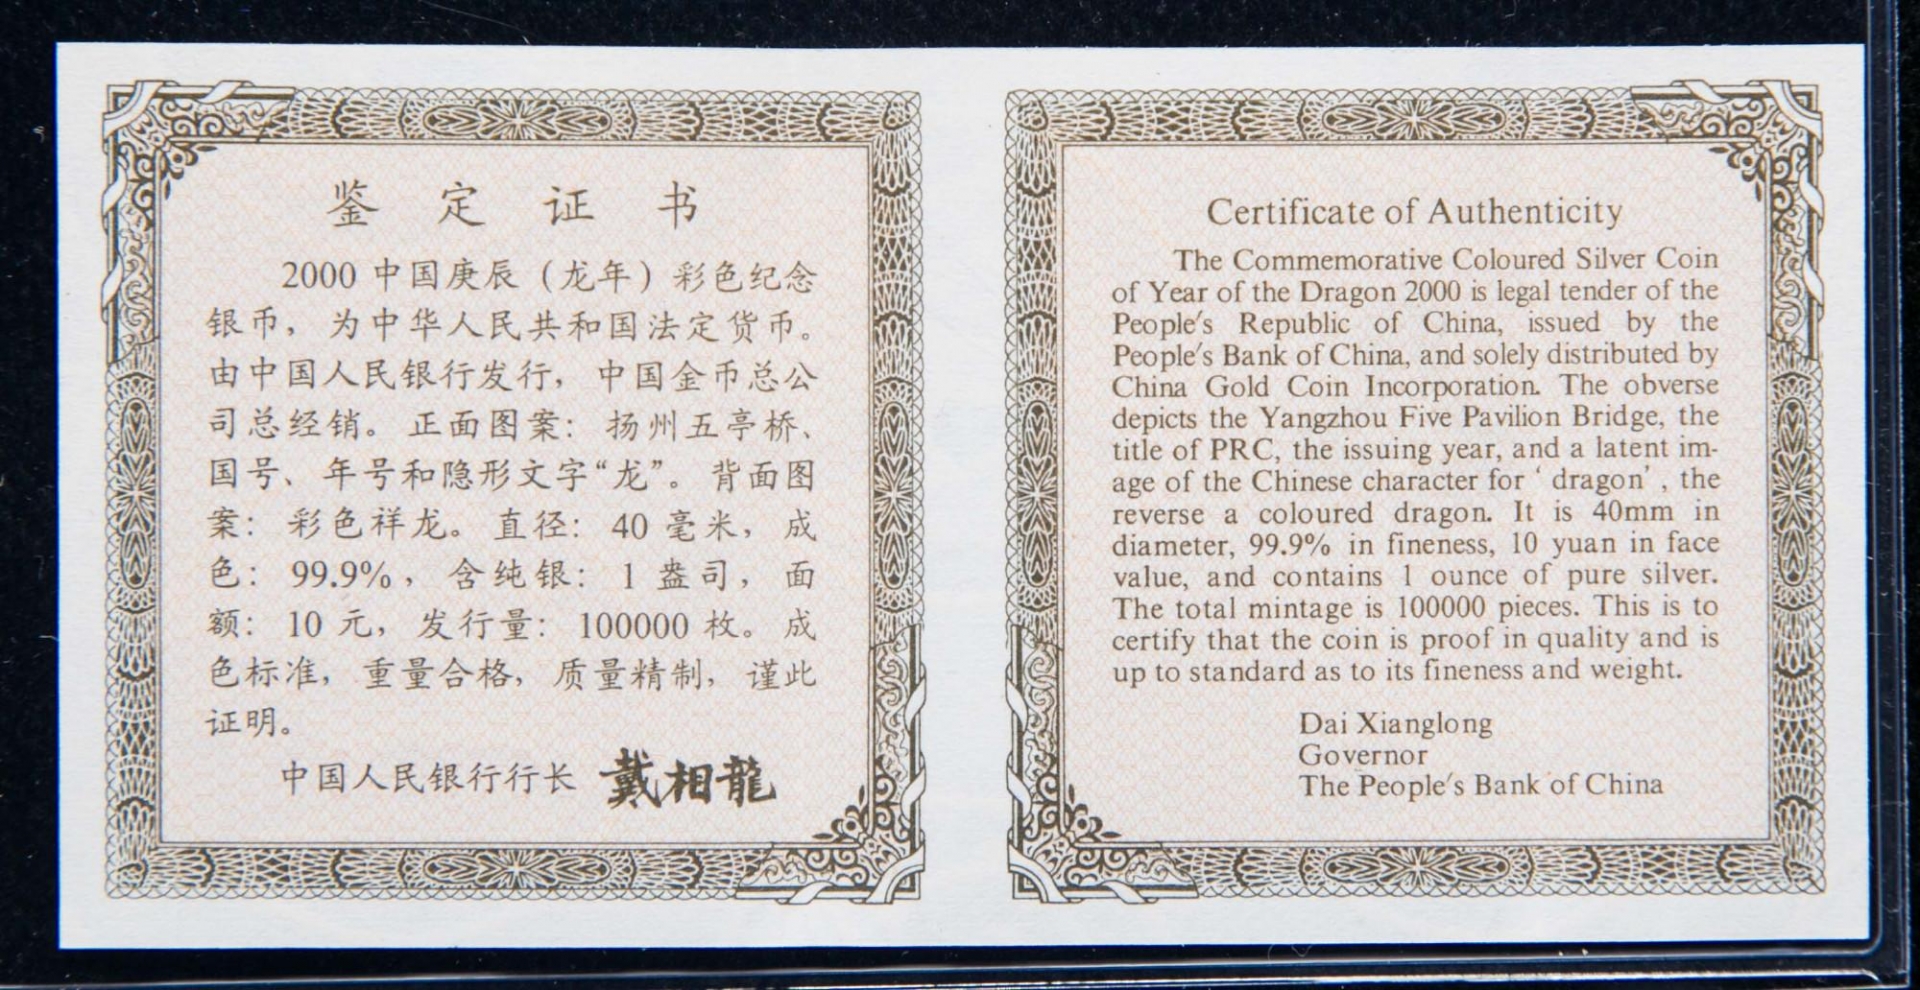 鉴定证书
2000 中国庚辰（龙年）彩色纪念
银币，为中华人民共和国法定货币。
由中国人民银行发行，中国金币总公
司总经销。正面图案：扬州五亭桥、
国号、年号和隐形文字“龙”。背面图
案：彩色祥龙。直径：40 毫米，成
色：99.9%，含纯银：1 盎司，面
额：10 元，发行量：100000 枚。成
色标准，重量合格，质量精制，谨此
证明。
中国人民银行行长 戴相龍
Certificate of Authenticity
The Commemorative Coloured Silver Coin
of Year of the Dragon 2000 is legal tender of the
People's Republic of China, issued by the
People's Bank of China, and solely distributed by
China Gold Coin Incorporation. The obverse
depicts the Yangzhou Five Pavilion Bridge, the
title of PRC, the issuing year, and a latent im-
age of the Chinese character for ‘ dragon’ , the
reverse a coloured dragon. It is 40mm in
diameter, 99.9% in fineness, 10 yuan in face
value, and contains 1 ounce of pure silver.
The total mintage is 100000 pieces. This is to
certify that the coin is proof in quality and is
up to standard as to its fineness and weight.
Dai Xianglong
Governor
The People's Bank of China